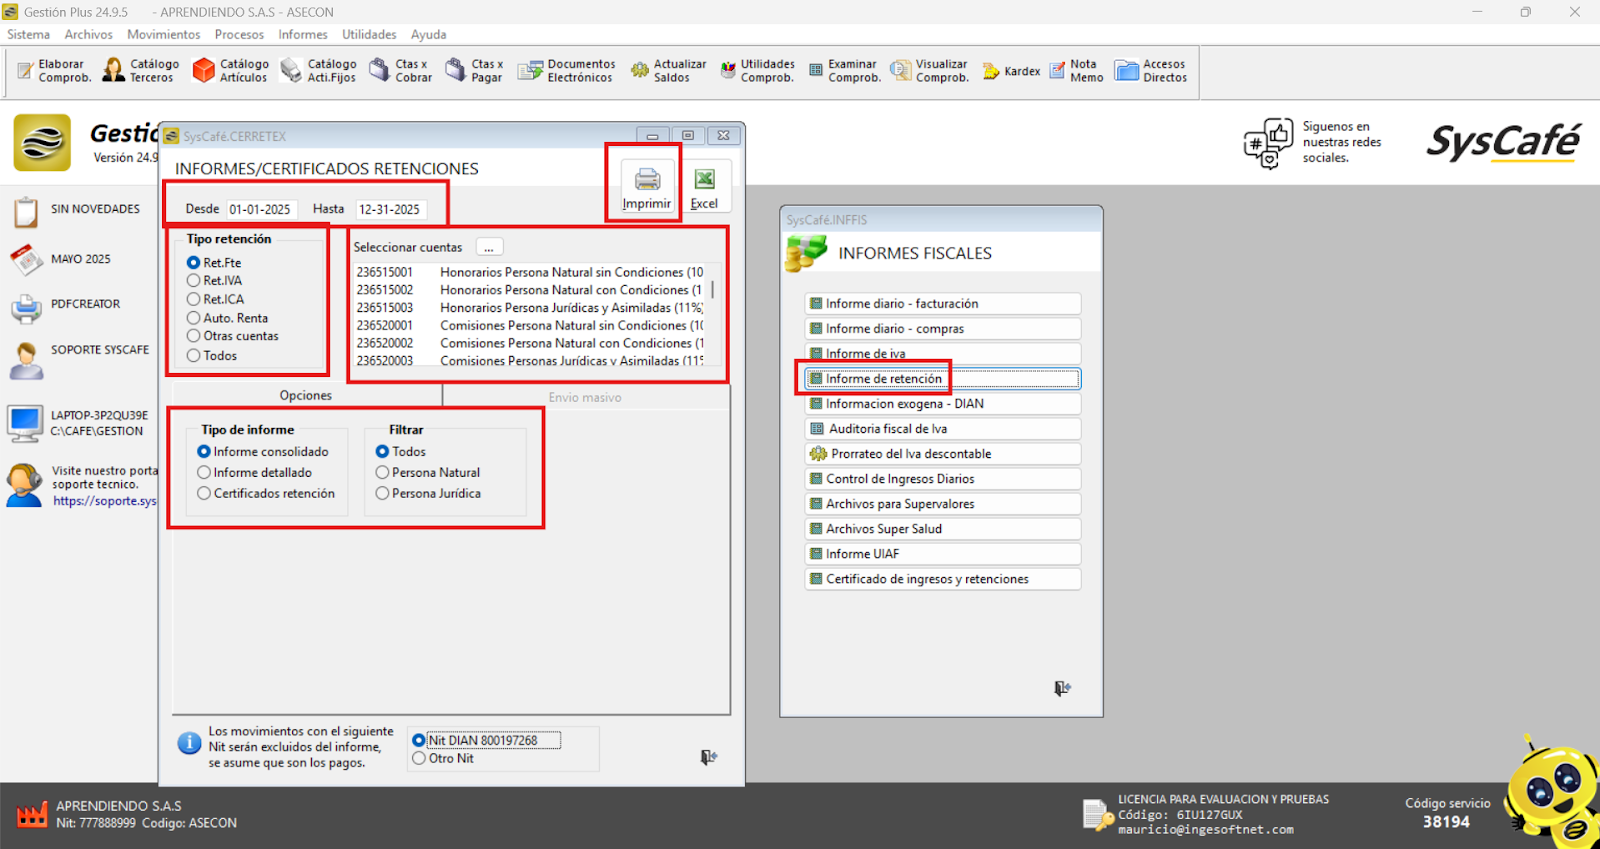 Gestión Plus 24.9.5 - APRENDIENDO S.A.S - ASECON
Sistema Archivos Movimientos Procesos Informes Utilidades Ayuda
Elaborar Comprob.
Catálogo Terceros
Catálogo Artículos
Catálogo Acti.Fijos
Ctas x Cobrar
Ctas x Pagar
Documentos Electrónicos
Actualizar Saldos
Utilidades Comprob.
Examinar Comprob.
Visualizar Comprob.
Kardex
Nota Memo
Accesos Directos
Gestió
Versión 24.9
Siguenos en
nuestras redes
sociales.
SysCafé
SIN NOVEDADES
MAYO 2025
PDFCREATOR
SOPORTE SYSCAFE
LAPTOP-3P2QU39E
C:\CAFE\GESTION
Visite nuestro porta
soporte tecnico.
https://soporte.sys
SysCafé.CERRETEX
INFORMES/CERTIFICADOS RETENCIONES
Imprimir
Excel
Desde 01-01-2025 Hasta 12-31-2025
Tipo retención
Ret.Fte
Ret.IVA
Ret.ICA
Auto. Renta
Otras cuentas
Todos
Seleccionar cuentas ...
236515001 Honorarios Persona Natural sin Condiciones (10
236515002 Honorarios Persona Natural con Condiciones (1
236515003 Honorarios Persona Jurídicas y Asimiladas (11%)
236520001 Comisiones Persona Natural sin Condiciones (10
236520002 Comisiones Persona Natural con Condiciones (1
236520003 Comisiones Personas Jurídicas y Asimiladas (11%
Opciones
Envio masivo
Tipo de informe
Informe consolidado
Informe detallado
Certificados retención
Filtrar
Todos
Persona Natural
Persona Jurídica
Los movimientos con el siguiente
Nit serán excluidos del informe,
se asume que son los pagos.
Nit DIAN 800197268
Otro Nit
SysCafé.INFFIS
INFORMES FISCALES
Informe diario - facturación
Informe diario - compras
Informe de iva
Informe de retención
Informacion exogena - DIAN
Auditoria fiscal de Iva
Prorrateo del Iva descontable
Control de Ingresos Diarios
Archivos para Supervalores
Archivos Super Salud
Informe UIAF
Certificado de ingresos y retenciones
APRENDIENDO S.A.S
Nit: 777888999 Codigo: ASECON
LICENCIA PARA EVALUACION Y PRUEBAS
Código: 6IU127GUX
mauricio@ingesoftnet.com
Código servicio
38194